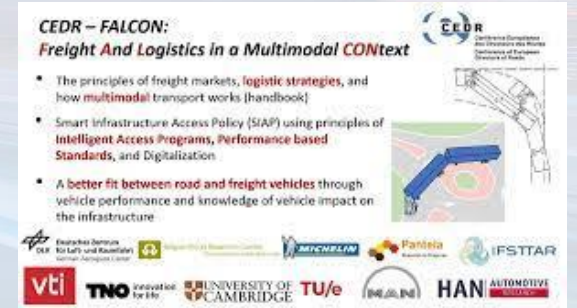 CEDR – FALCON:
Freight And Logistics in a Multimodal CONtext
CEDR
Conférence Européenne
des Directeurs des Routes
Conference of European
Directors of Roads
• The principles of freight markets, logistic strategies, and
how multimodal transport works (handbook)
• Smart Infrastructure Access Policy (SIAP) using principles of
Intelligent Access Programs, Performance based
Standards, and Digitalization
• A better fit between road and freight vehicles through
vehicle performance and knowledge of vehicle impact on
the infrastructure
DLR
Deutsches Zentrum
für Luft- und Raumfahrt
German Aerospace Center
MICHELIN
Panteia
IFSTTAR
vti
TNO innovation
for life
UNIVERSITY OF
CAMBRIDGE
TU/e
MAN
HAN AUTOMOTIVE
RESEARCH